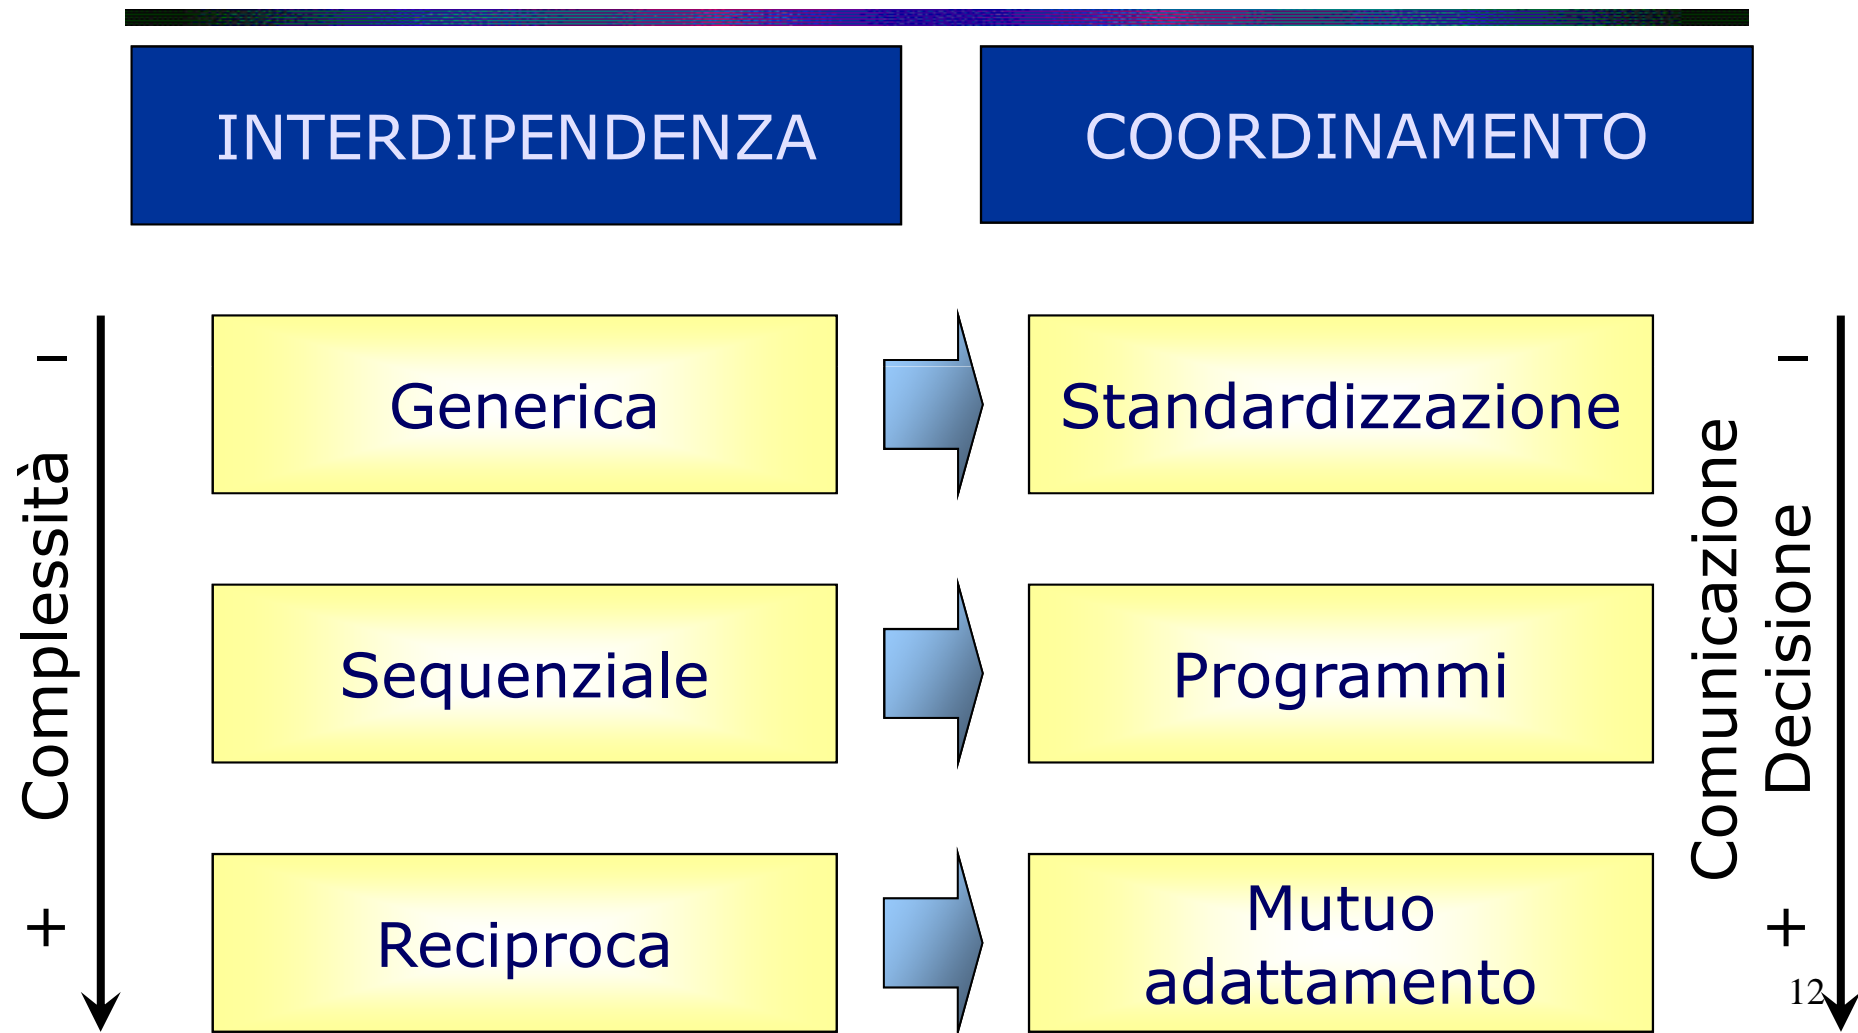 INTERDIPENDENZA
COORDINAMENTO
–
Complessità
+
Generica
Standardizzazione
Sequenziale
Programmi
Reciproca
Mutuo
adattamento
Comunicazione
–
Decisione
+
12